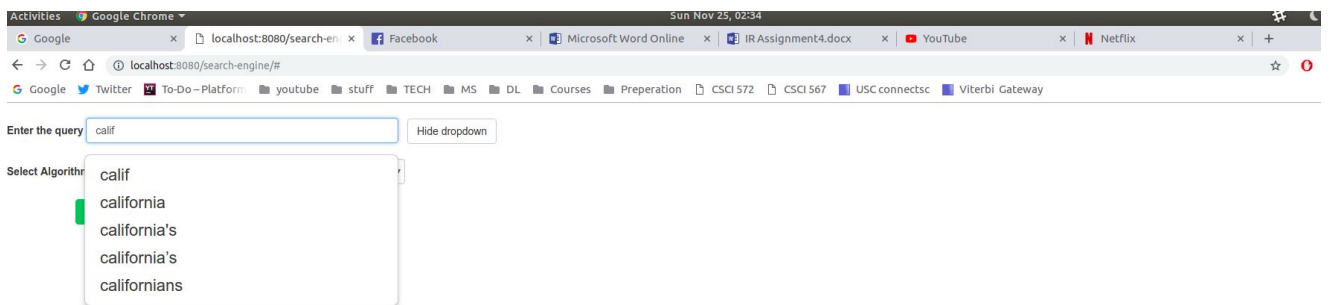 Activities Google Chrome Sun Nov 25, 02:34
Google localhost:8080/search-en Facebook Microsoft Word Online IR Assignment4.docx YouTube Netflix
localhost:8080/search-engine/#
Google Twitter To-Do – Platform youtube stuff TECH MS DL Courses Preperation CSCI 572 CSCI 567 USC connectsc Viterbi Gateway
Enter the query calif Hide dropdown
Select Algorith
calif
california
california's
california’s
californians